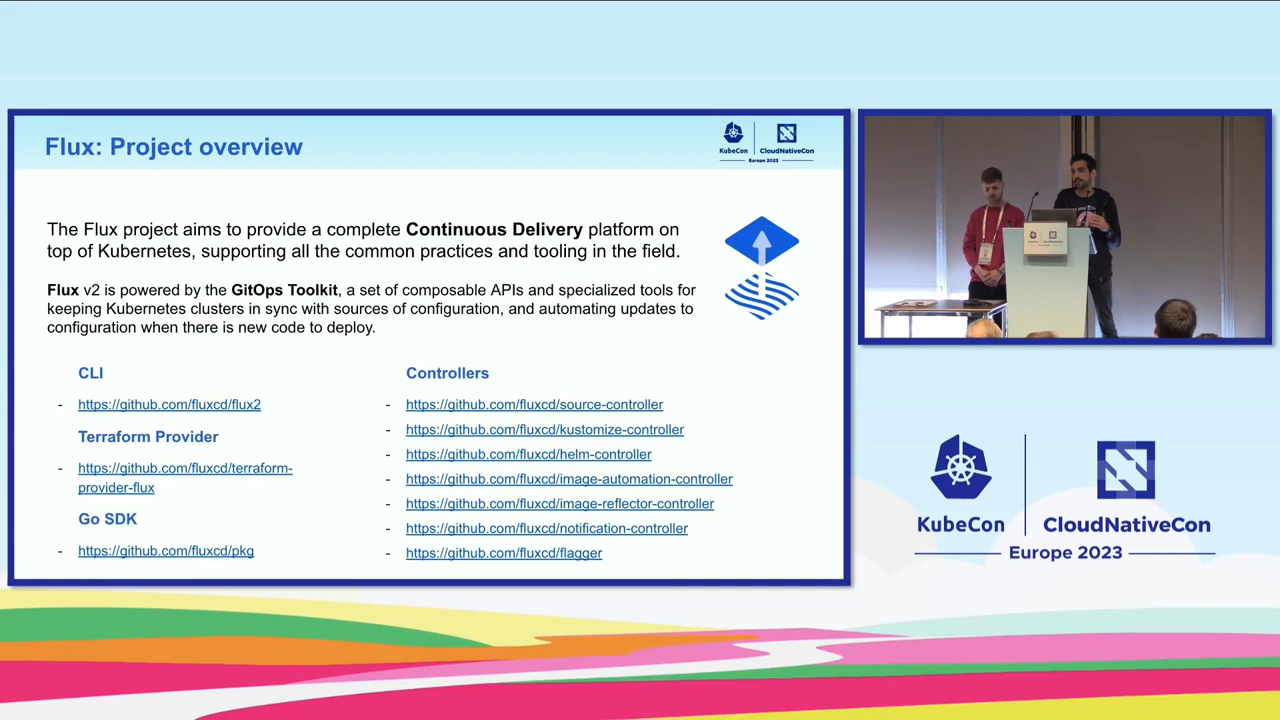 Flux: Project overview
KubeCon
CloudNativeCon
Europe 2023
The Flux project aims to provide a complete Continuous Delivery platform on
top of Kubernetes, supporting all the common practices and tooling in the field.
Flux v2 is powered by the GitOps Toolkit, a set of composable APIs and specialized tools for
keeping Kubernetes clusters in sync with sources of configuration, and automating updates to
configuration when there is new code to deploy.
CLI
- https://github.com/fluxcd/flux2
Terraform Provider
- https://github.com/fluxcd/terraform-
provider-flux
Go SDK
- https://github.com/fluxcd/pkg
Controllers
- https://github.com/fluxcd/source-controller
- https://github.com/fluxcd/kustomize-controller
- https://github.com/fluxcd/helm-controller
- https://github.com/fluxcd/image-automation-controller
- https://github.com/fluxcd/image-reflector-controller
- https://github.com/fluxcd/notification-controller
- https://github.com/fluxcd/flagger
KubeCon
CloudNativeCon
Europe 2023